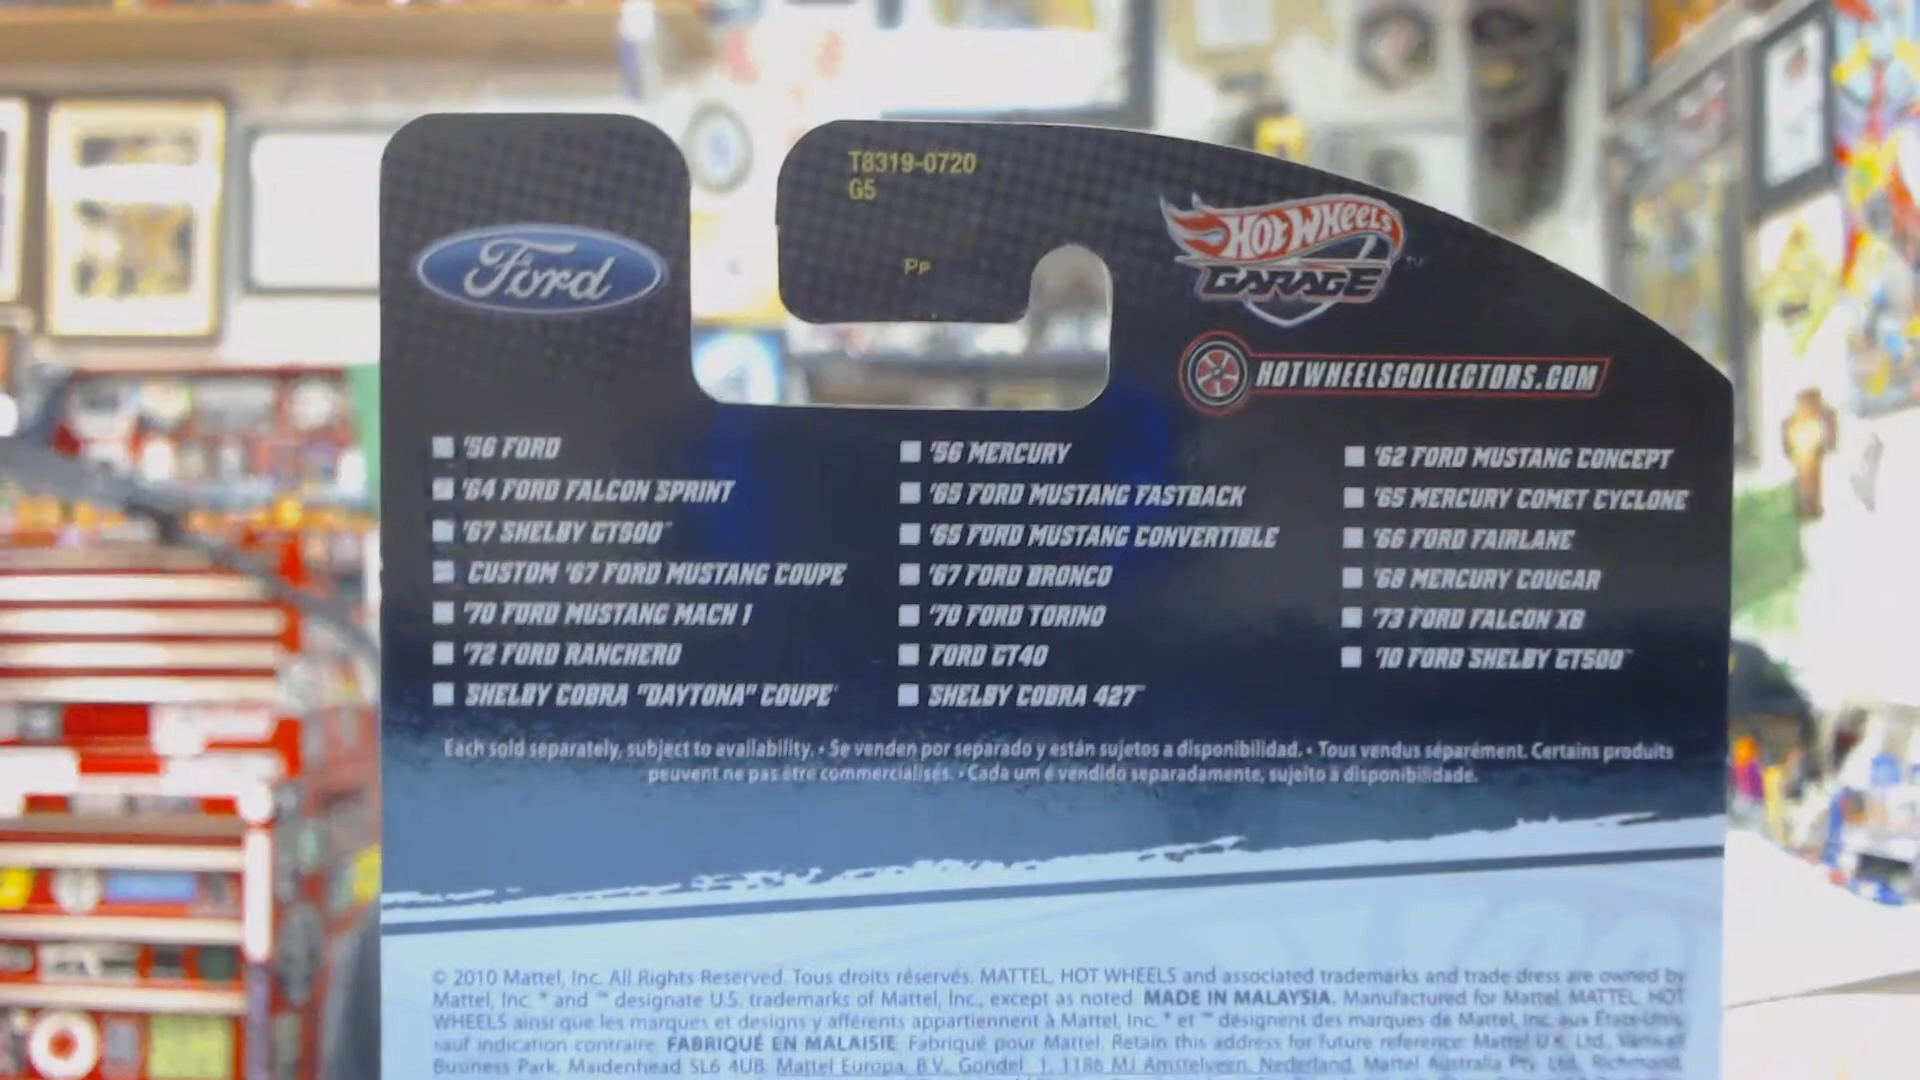 T8319-0720
G5
Pp
Ford
Hot Wheels
GARAGE
HOTWHEELSCOLLECTORS.COM
'56 FORD
'64 FORD FALCON SPRINT
'67 SHELBY GT500™
CUSTOM '67 FORD MUSTANG COUPE
'70 FORD MUSTANG MACH 1
'72 FORD RANCHERO
SHELBY COBRA "DAYTONA" COUPE
'56 MERCURY
'65 FORD MUSTANG FASTBACK
'65 FORD MUSTANG CONVERTIBLE
'67 FORD BRONCO
'70 FORD TORINO
FORD GT40
SHELBY COBRA 427™
'62 FORD MUSTANG CONCEPT
'65 MERCURY COMET CYCLONE
'66 FORD FAIRLANE
'68 MERCURY COUGAR
'73 FORD FALCON XB
'10 FORD SHELBY GT500™
Each sold separately, subject to availability. • Se venden por separado y están sujetos a disponibilidad. • Tous vendus séparément. Certains produits
peuvent ne pas être commercialisés. • Cada um é vendido separadamente, sujeito à disponibilidade.
© 2010 Mattel, Inc. All Rights Reserved. Tous droits réservés. MATTEL, HOT WHEELS and associated trademarks and trade dress are owned by
Mattel, Inc. ® and ™ designate U.S. trademarks of Mattel, Inc., except as noted. MADE IN MALAYSIA. Manufactured for Mattel. MATTEL, HOT
WHEELS ainsi que les marques et designs y afférents appartiennent à Mattel, Inc. ® et ™ désignent des marques de Mattel, Inc. aux États-Unis,
sauf indication contraire. FABRIQUÉ EN MALAISIE. Fabriqué pour Mattel. Retain this address for future reference: Mattel U.K. Ltd., Vanwall
Business Park, Maidenhead SL6 4UB. Mattel Europa, B.V., Gondel 1, 1186 MJ Amstelveen, Nederland. Mattel Australia Pty. Ltd., Richmond,